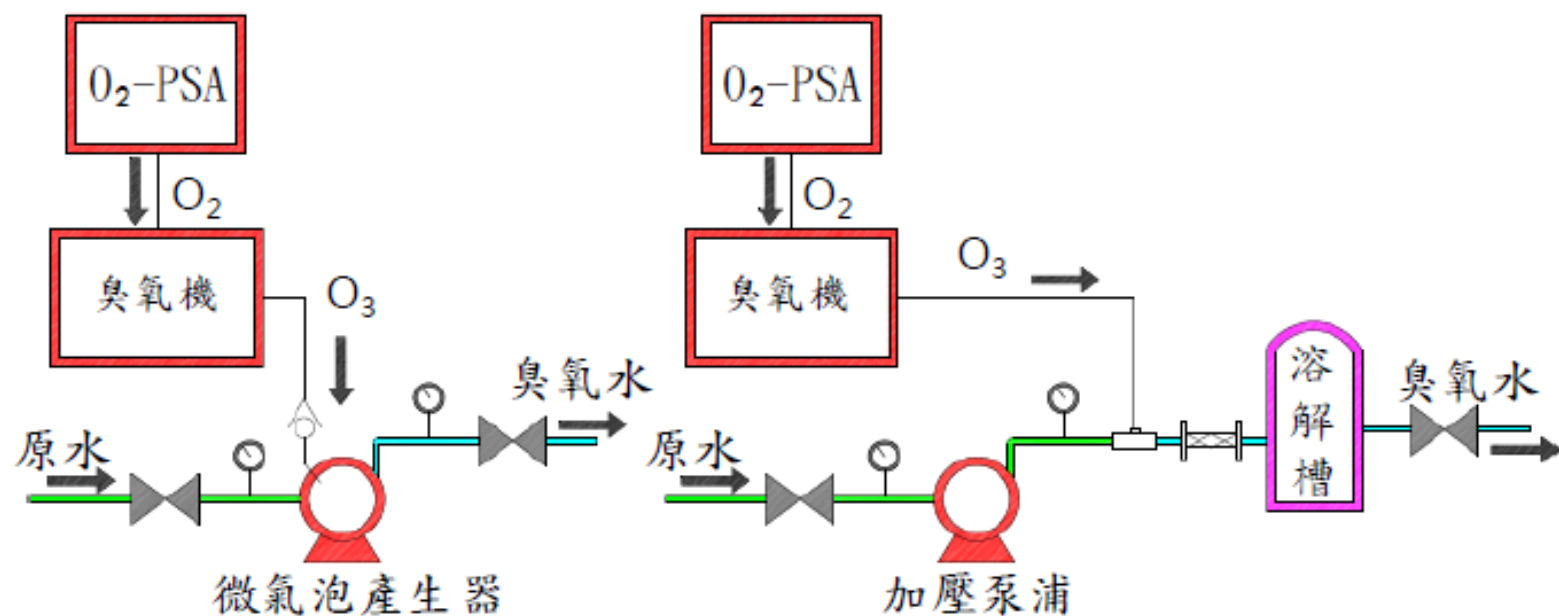 O₂-PSA
O₂
臭氧機
O₃
臭氧水
原水
微氣泡產生器
O₂-PSA
O₂
臭氧機
O₃
溶解槽
臭氧水
原水
加壓泵浦